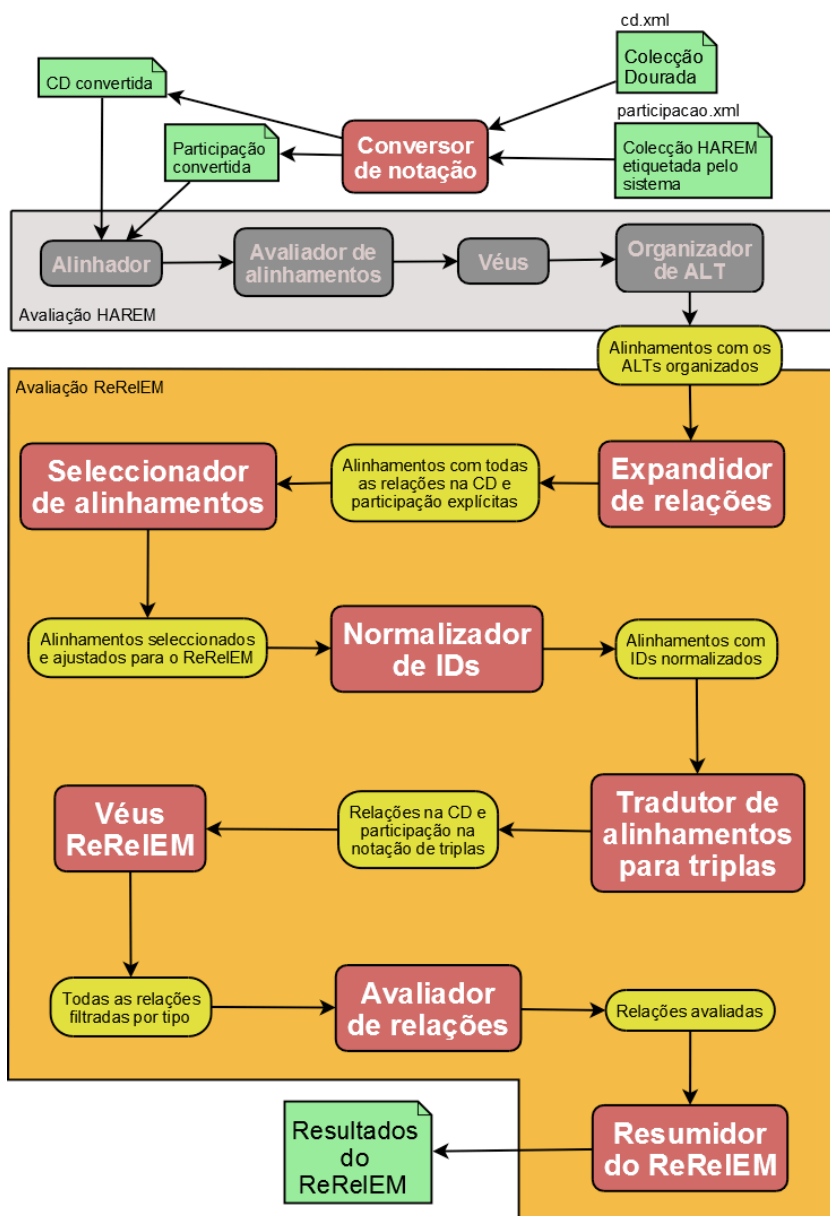 cd.xml
Colecção
Dourada
CD convertida
participacao.xml
Participação
convertida
Conversor
de notação
Colecção HAREM
etiquetada pelo
sistema
Alinhador
Avaliador de
alinhamentos
Véus
Organizador
de ALT
Avaliação HAREM
Alinhamentos com os
ALTs organizados
Avaliação ReRelEM
Seleccionador
de alinhamentos
Alinhamentos com todas
as relações na CD e
participação explícitas
Expandidor
de relações
Alinhamentos seleccionados
e ajustados para o ReRelEM
Normalizador
de IDs
Alinhamentos com
IDs normalizados
Véus
ReRelEM
Relações na CD e
participação na
notação de triplas
Tradutor de
alinhamentos
para triplas
Todas as relações
filtradas por tipo
Avaliador
de relações
Relações avaliadas
Resultados
do
ReRelEM
Resumidor
do ReRelEM